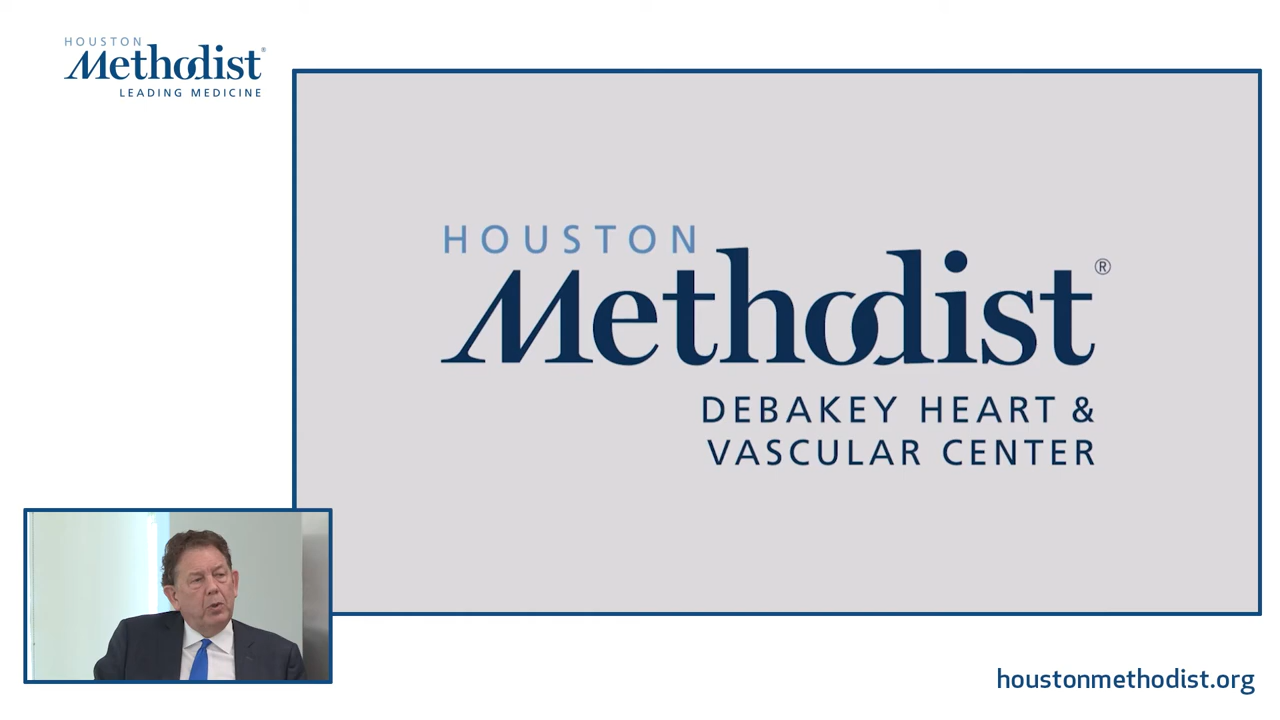 HOUSTON
Methodist®
LEADING MEDICINE
HOUSTON
Methodist®
DEBAKEY HEART &
VASCULAR CENTER
houstonmethodist.org